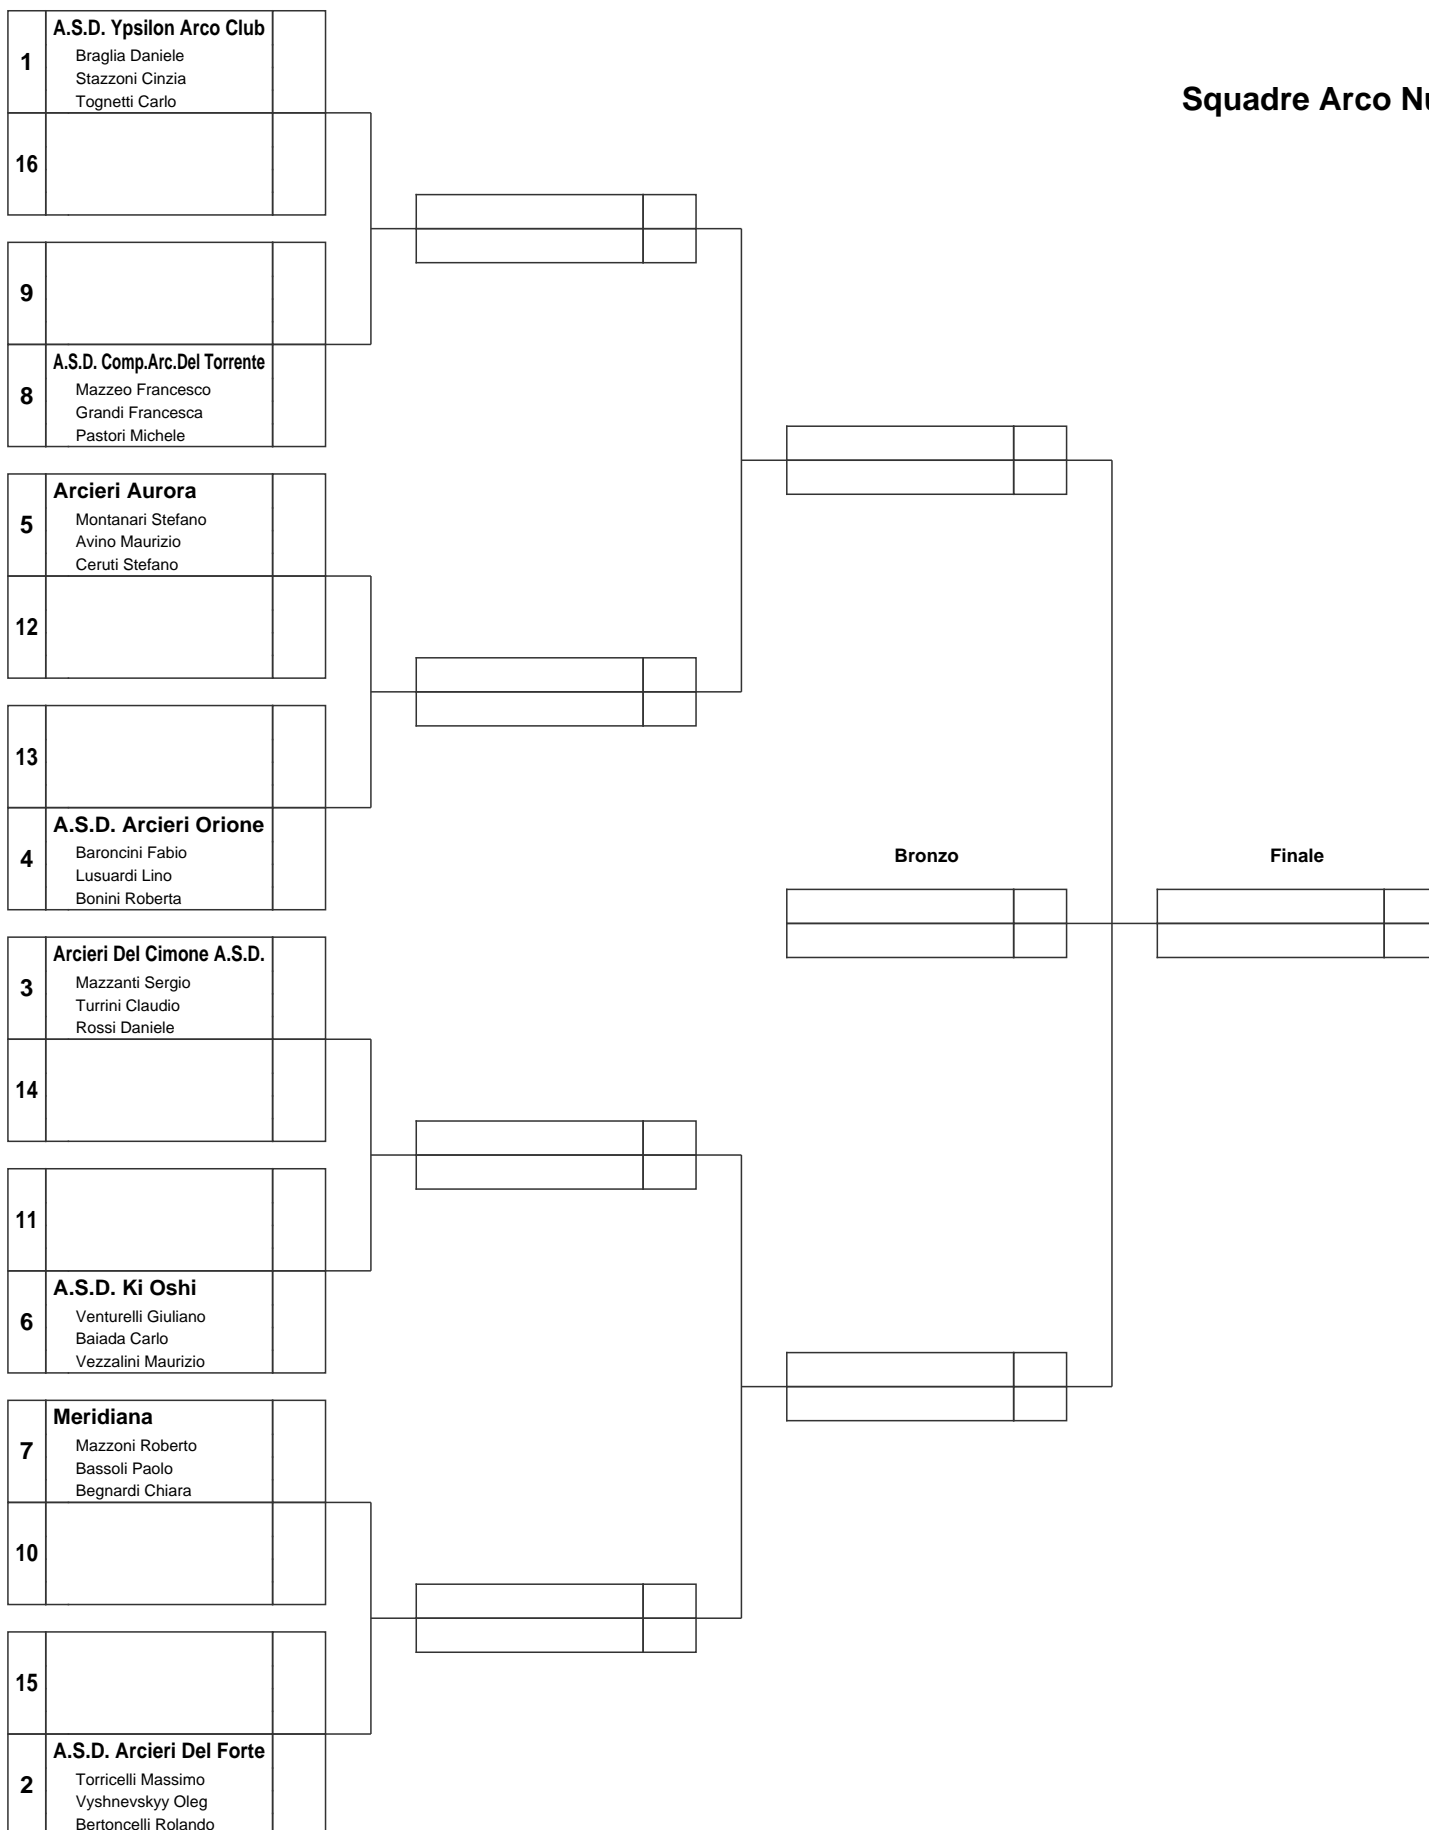 A.S.D. Ypsilon Arco Club
1
Braglia Daniele
Stazzoni Cinzia
Tognetti Carlo
Squadre Arco Nu
16
9
A.S.D. Comp.Arc.Del Torrente
8
Mazzeo Francesco
Grandi Francesca
Pastori Michele
Arcieri Aurora
5
Montanari Stefano
Avino Maurizio
Ceruti Stefano
12
13
A.S.D. Arcieri Orione
4
Baroncini Fabio
Lusuardi Lino
Bonini Roberta
Bronzo
Finale
Arcieri Del Cimone A.S.D.
3
Mazzanti Sergio
Turrini Claudio
Rossi Daniele
14
11
A.S.D. Ki Oshi
6
Venturelli Giuliano
Baiada Carlo
Vezzalini Maurizio
Meridiana
7
Mazzoni Roberto
Bassoli Paolo
Begnardi Chiara
10
15
A.S.D. Arcieri Del Forte
2
Torricelli Massimo
Vyshnevskyy Oleg
Bertoncelli Rolando